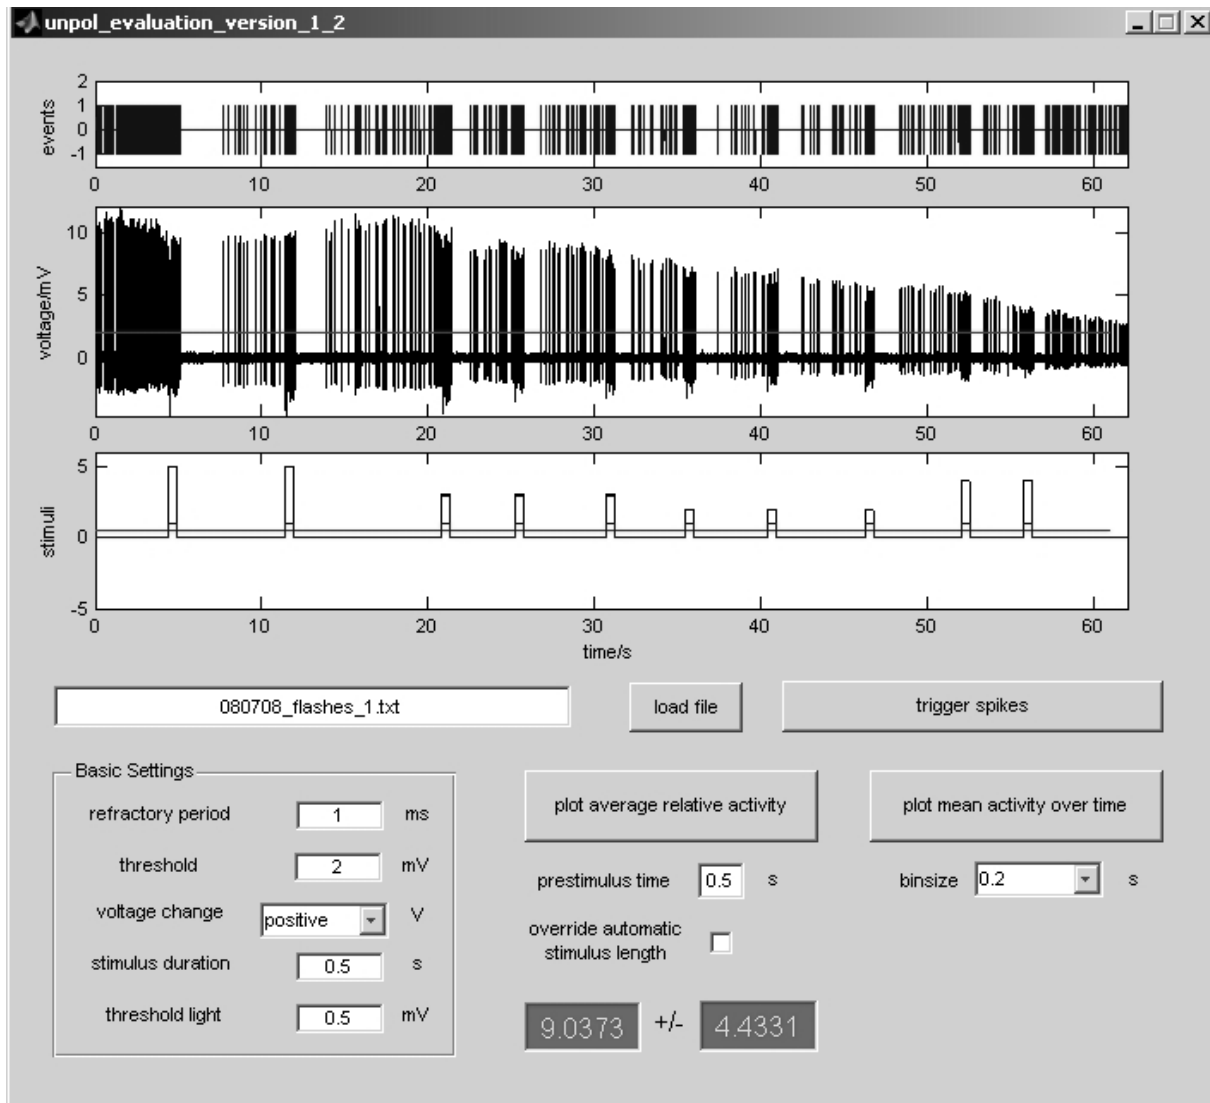 unpol_evaluation_version_1_2
events
2
1
0
-1
0 10 20 30 40 50 60
voltage/mV
10
5
0
0 10 20 30 40 50 60
stimuli
5
0
-5
0 10 20 30 40 50 60
time/s
080708_flashes_1.txt load file trigger spikes
Basic Settings
refractory period 1 ms
threshold 2 mV
voltage change positive V
stimulus duration 0.5 s
threshold light 0.5 mV
plot average relative activity plot mean activity over time
prestimulus time 0.5 s binsize 0.2 s
override automatic
stimulus length
9.0373 +/- 4.4331